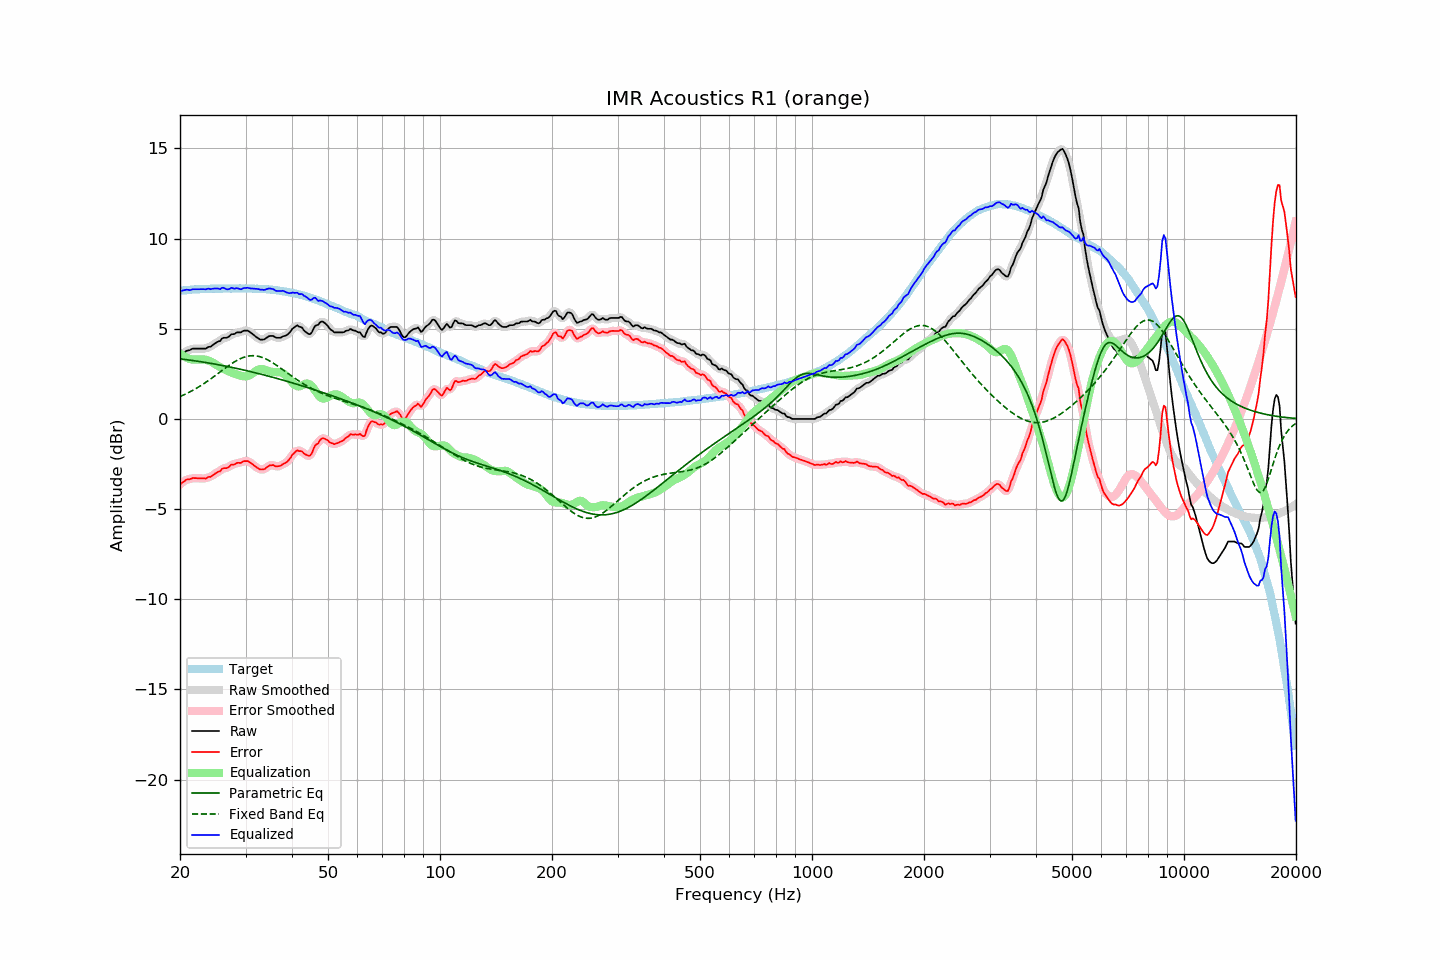 IMR Acoustics R1 (orange)
15
10
5
0
−5
−10
−15
−20
Amplitude (dBr)
Target
Raw Smoothed
Error Smoothed
Raw
Error
Equalization
Parametric Eq
Fixed Band Eq
Equalized
20 50 100 200 500 1000 2000 5000 10000 20000
Frequency (Hz)